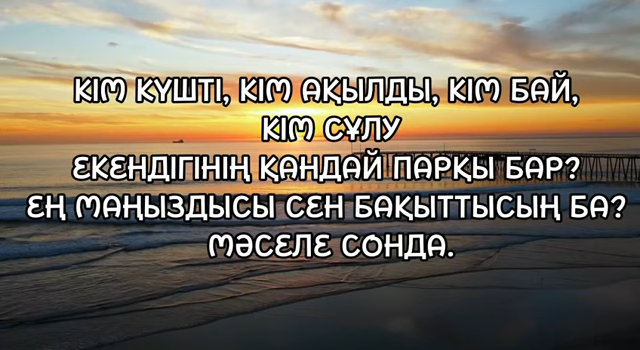 КІМ КҮШТІ, КІМ АҚЫЛДЫ, КІМ БАЙ,
КІМ СҰЛУ
ЕКЕНДІГІНІҢ ҚАНДАЙ ПАРҚЫ БАР?
ЕҢ МАҢЫЗДЫСЫ СЕН БАҚЫТТЫСЫҢ БА?
МӘСЕЛЕ СОНДА.